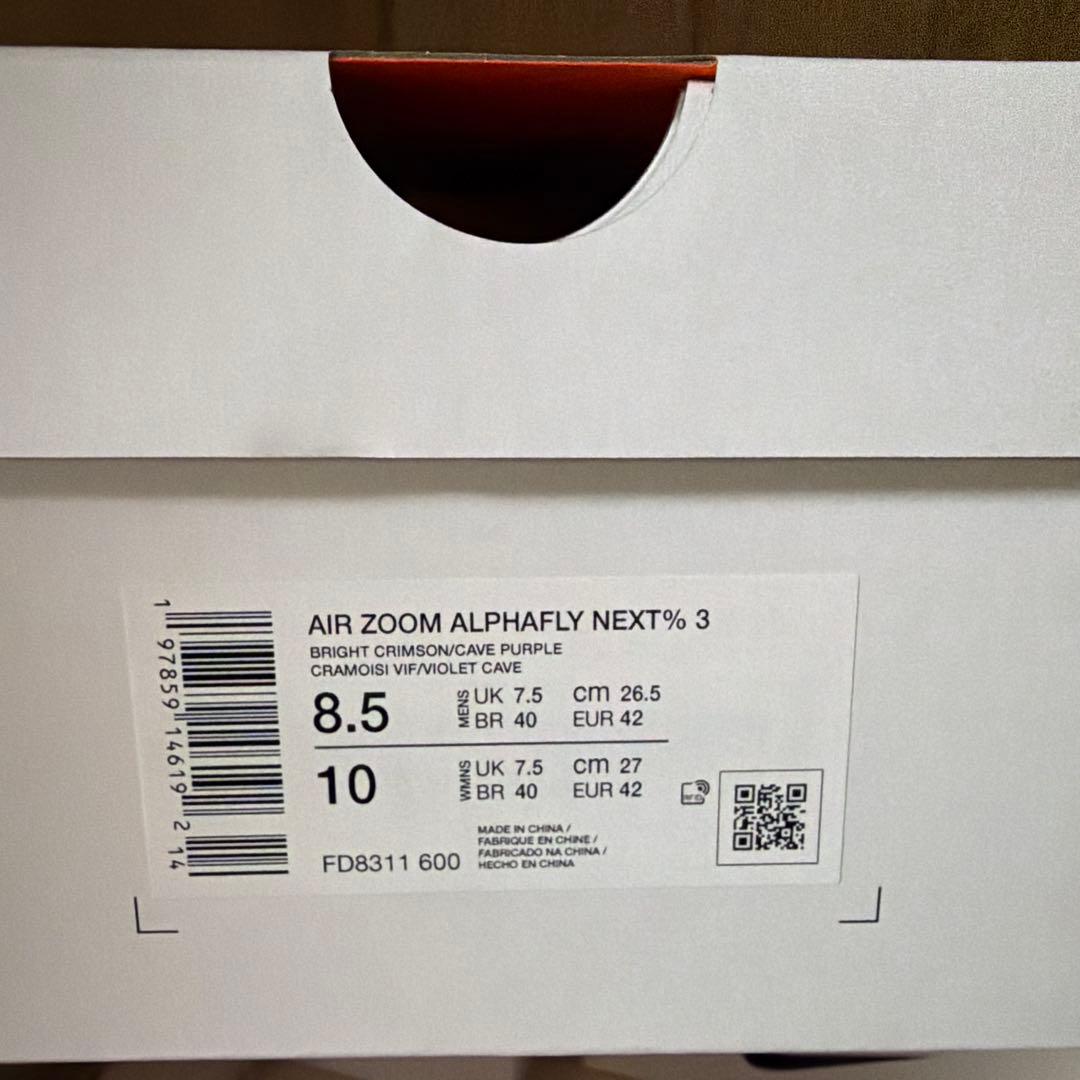 AIR ZOOM ALPHAFLY NEXT% 3
BRIGHT CRIMSON/CAVE PURPLE
CRAMOISI VIF/VIOLET CAVE
8.5 MENS UK 7.5 cm 26.5
BR 40 EUR 42
10 WMNS UK 7.5 cm 27
BR 40 EUR 42
FD8311 600
MADE IN CHINA /
FABRIQUE EN CHINE /
FABRICADO NA CHINA /
HECHO EN CHINA
1 97859 14619 2 14